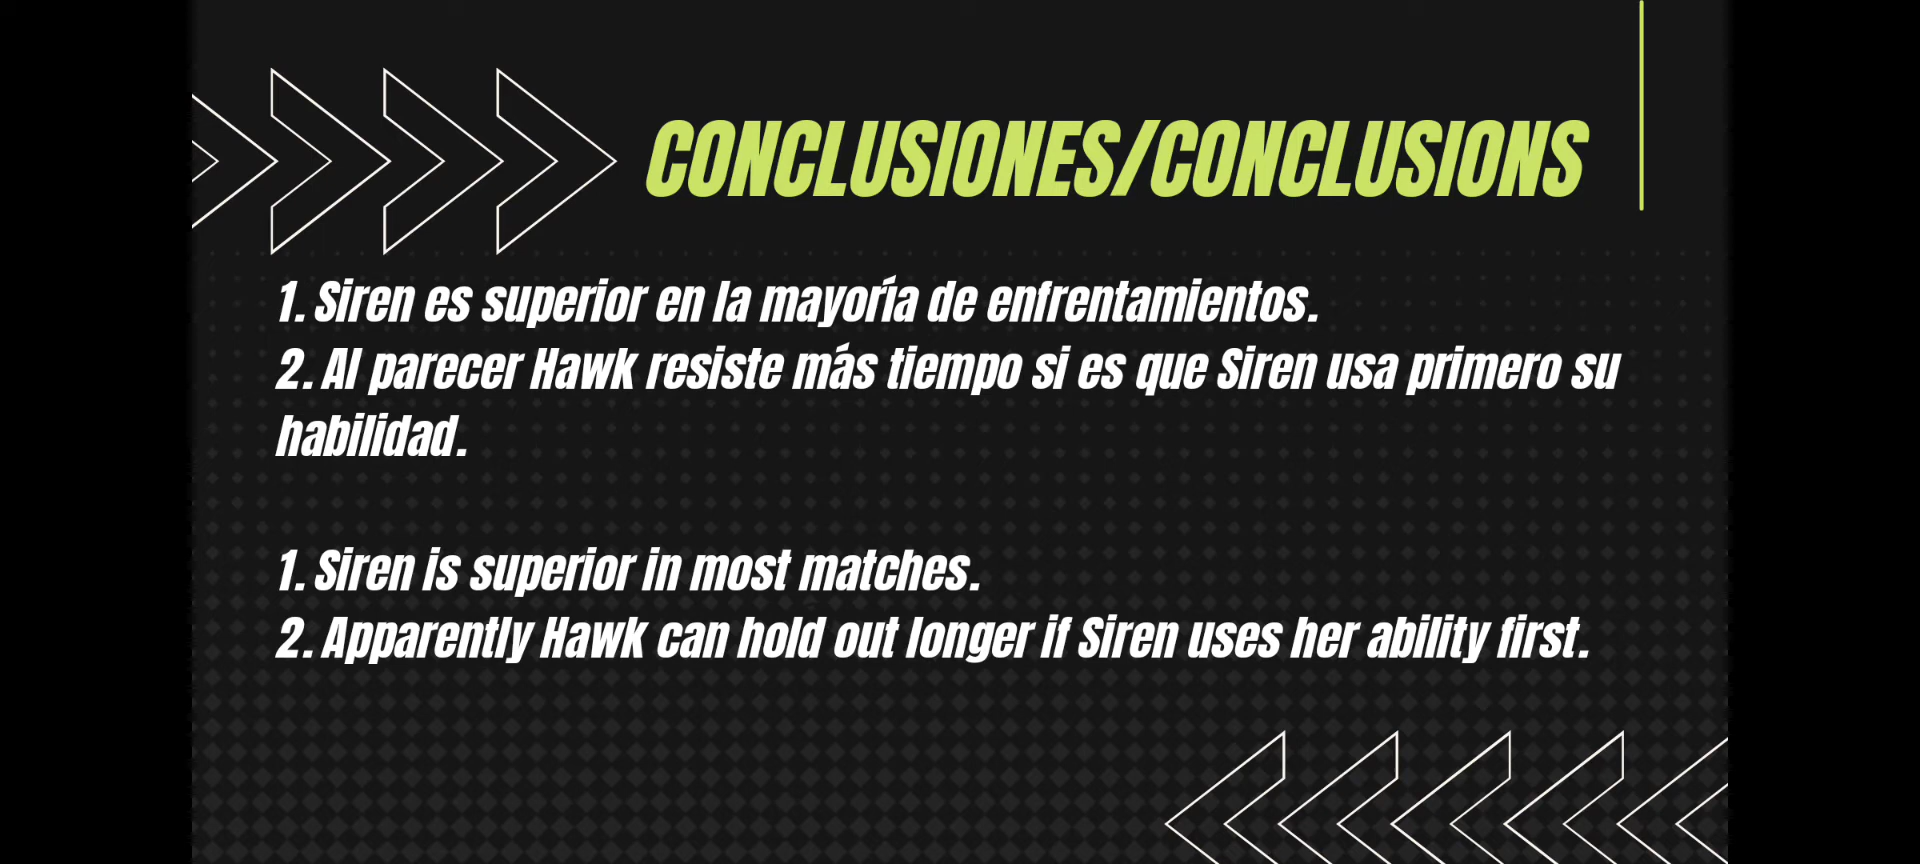 CONCLUSIONES/CONCLUSIONS
1. Siren es superior en la mayoría de enfrentamientos.
2. Al parecer Hawk resiste más tiempo si es que Siren usa primero su
habilidad.
1. Siren is superior in most matches.
2. Apparently Hawk can hold out longer if Siren uses her ability first.